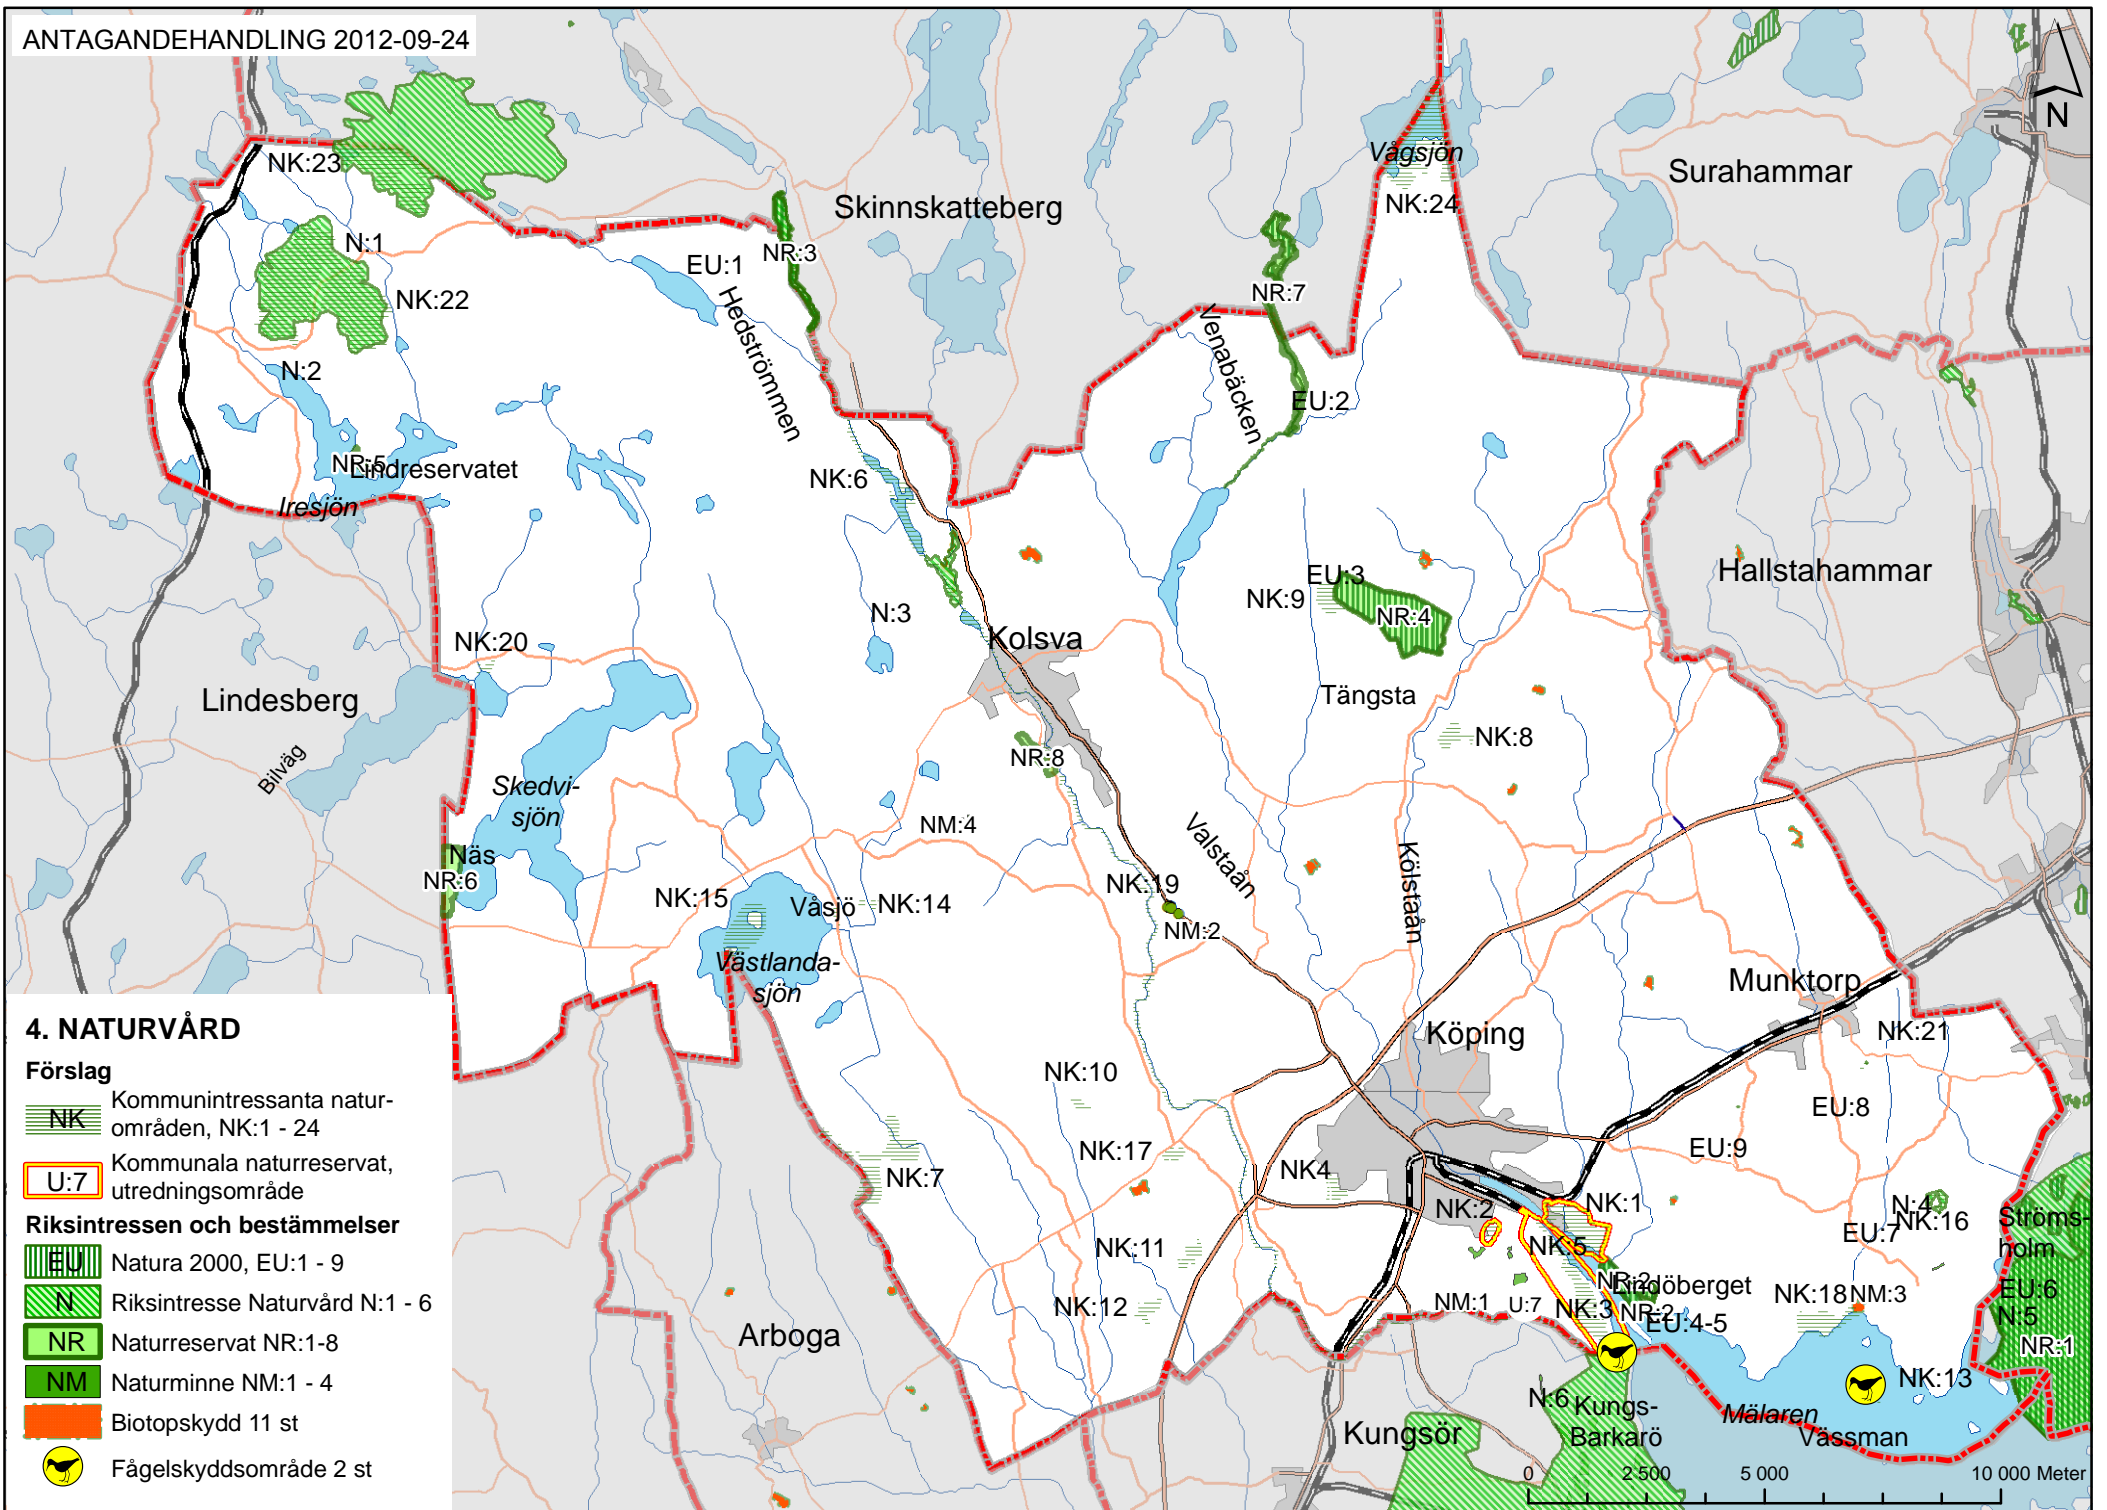 ANTAGANDEHANDLING 2012-09-24
N
NK:23
Vågsjön
Surahammar
Skinnskatteberg
NK:24
N:1
EU:1
NR:3
NK:22
Hedströmmen
NR:7
Venabäcken
N:2
EU:2
NR:5
Lindreservatet
Iresjön
NK:6
EU:3
NK:9
NR:4
Hallstahammar
N:3
Kolsva
NK:20
Lindesberg
Tängsta
NK:8
NR:8
Bilväg
Skedvi-
sjön
NM:4
Valstaån
Kölstaån
Näs
NR:6
NK:15
Våsjö
NK:14
NK:19
NM:2
Västlanda-
sjön
Munktorp
Köping
NK:21
NK:10
EU:8
NK:17
EU:9
NK:7
NK4
NK:2
NK:1
N:4
NK:16
EU:7
Ströms-
holm
NK:11
NK:5
NR:2
Lindöberget
EU:6
NK:12
NM:1
U:7
NK:3
NR:2
EU:4-5
NK:18
NM:3
N:5
NR:1
Arboga
NK:13
N:6
Kungs-
Barkarö
Kungsör
Mälaren
Vässman
0
2 500
5 000
10 000 Meter
4. NATURVÅRD
Förslag
NK
Kommunintressanta natur-
områden, NK:1 - 24
U:7
Kommunala naturreservat,
utredningsområde
Riksintressen och bestämmelser
EU
Natura 2000, EU:1 - 9
N
Riksintresse Naturvård N:1 - 6
NR
Naturreservat NR:1-8
NM
Naturminne NM:1 - 4
Biotopskydd 11 st
Fågelskyddsområde 2 st